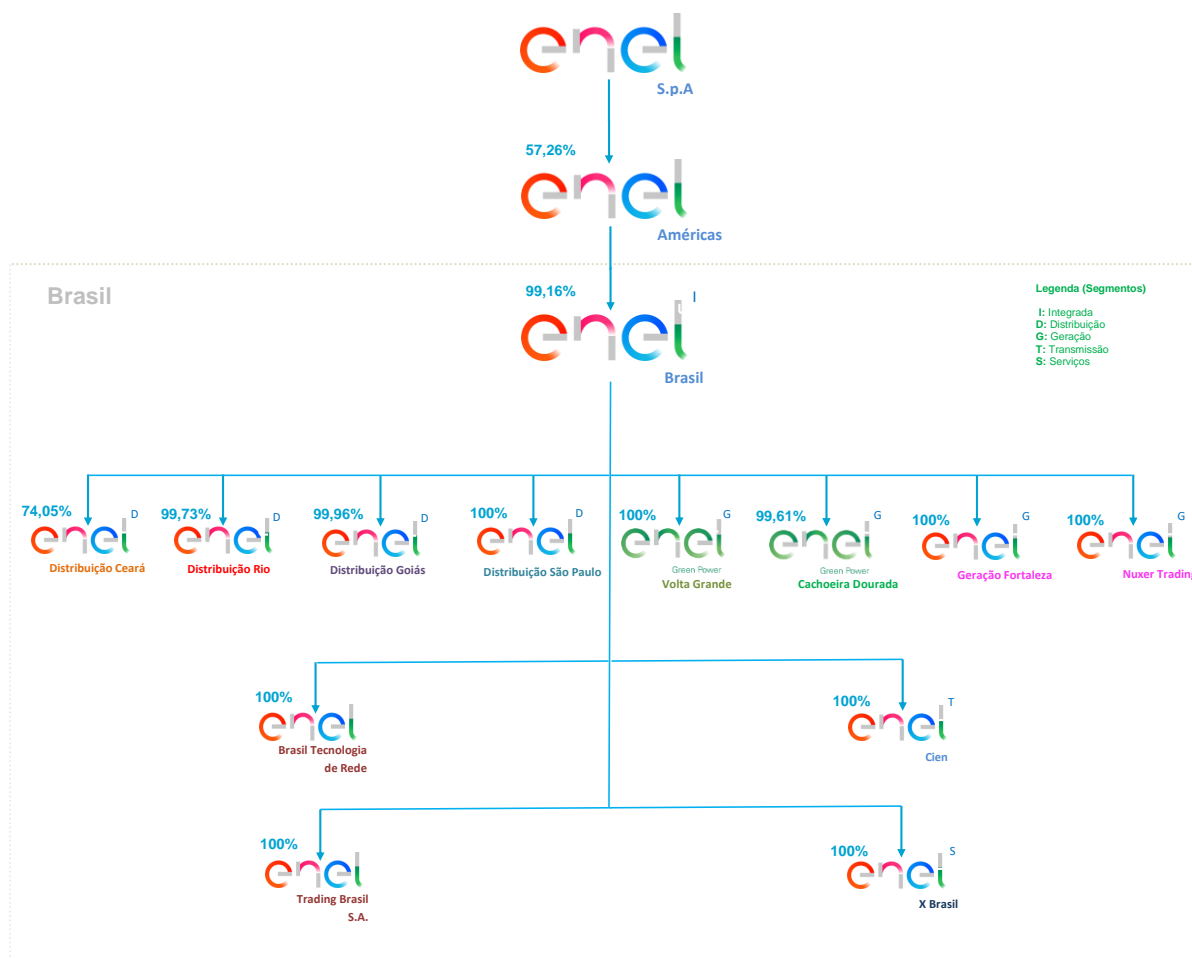 enel
S.p.A
57,26%
enel
Américas
Brasil
99,16%
I
enel
Brasil
Legenda (Segmentos)
I: Integrada
D: Distribuição
G: Geração
T: Transmissão
S: Serviços
74,05%
D
enel
Distribuição Ceará
99,73%
D
enel
Distribuição Rio
99,96%
D
enel
Distribuição Goiás
100%
D
enel
Distribuição São Paulo
100%
G
enel
Green Power
Volta Grande
99,61%
G
enel
Green Power
Cachoeira Dourada
100%
G
enel
Geração Fortaleza
100%
G
enel
Nuxer Trading
100%
enel
Brasil Tecnologia
de Rede
100%
T
enel
Cien
100%
enel
Trading Brasil
S.A.
100%
S
enel
X Brasil